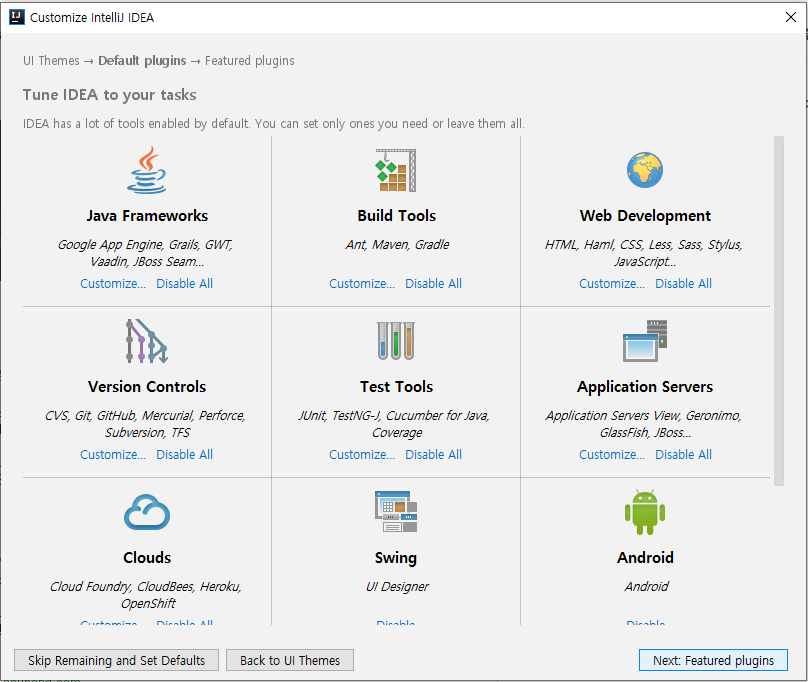 Customize IntelliJ IDEA
UI Themes → Default plugins → Featured plugins
Tune IDEA to your tasks
IDEA has a lot of tools enabled by default. You can set only ones you need or leave them all.
Java Frameworks
Google App Engine, Grails, GWT,
Vaadin, JBoss Seam...
Customize... Disable All
Build Tools
Ant, Maven, Gradle
Customize... Disable All
Web Development
HTML, Haml, CSS, Less, Sass, Stylus,
JavaScript...
Customize... Disable All
Version Controls
CVS, Git, GitHub, Mercurial, Perforce,
Subversion, TFS
Customize... Disable All
Test Tools
JUnit, TestNG-J, Cucumber for Java,
Coverage
Customize... Disable All
Application Servers
Application Servers View, Geronimo,
GlassFish, JBoss...
Customize... Disable All
Clouds
Cloud Foundry, CloudBees, Heroku,
OpenShift
Customize... Disable All
Swing
UI Designer
Disable
Android
Android
Disable
Skip Remaining and Set Defaults
Back to UI Themes
Next: Featured plugins